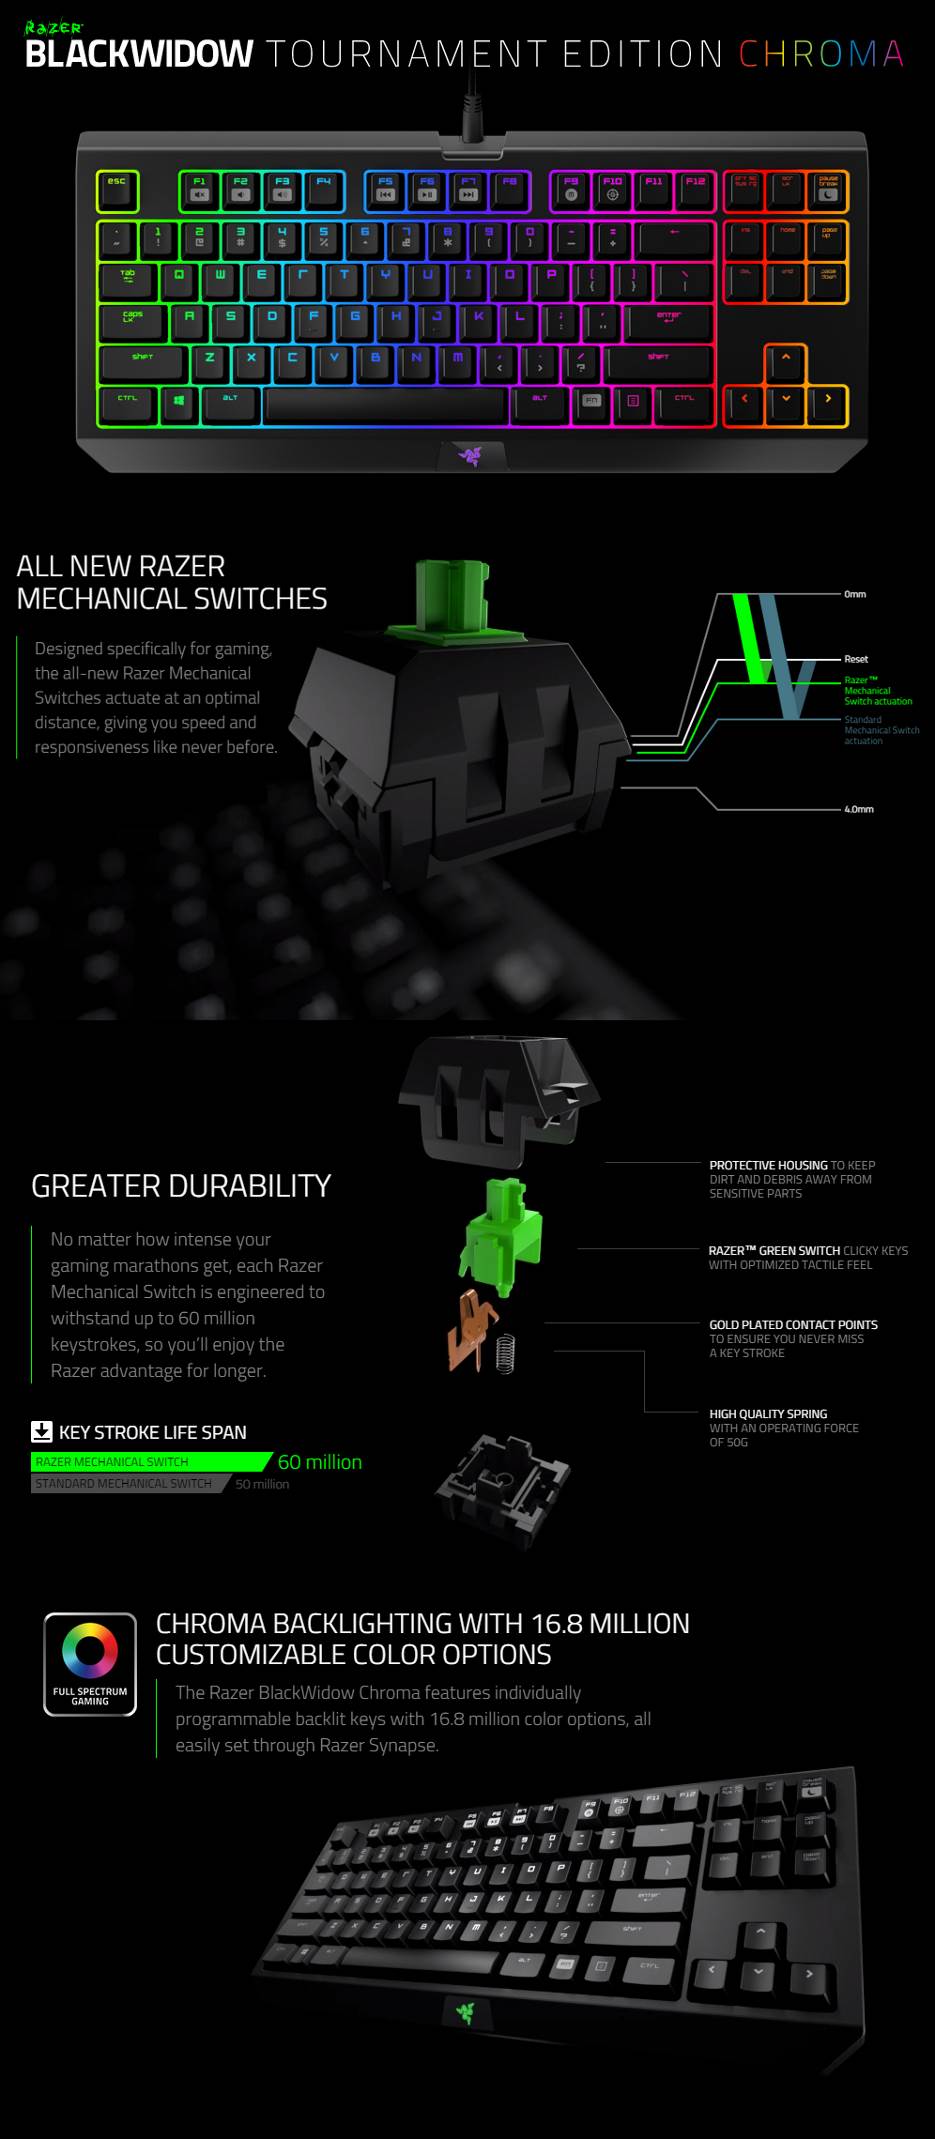 RAZER
BLACKWIDOW TOURNAMENT EDITION CHROMA
esc F1 F2 F3 F4 F5 F6 F7 F8 F9 F10 F11 F12 prt sc sys rq scr lk pause break
1 ! 2 @ 3 # 4 $ 5 % 6 ^ 7 & 8 * 9 ( 0 ) - _ = + ← ins home page up
Tab Q W E R T Y U I O P [ { ] } \ | del end page down
caps LK A S D F G H J K L ; : ' " enter
shift Z X C V B N M , < . > / ? shift
CTRL ALT ALT FN CTRL
ALL NEW RAZER
MECHANICAL SWITCHES
Designed specifically for gaming,
the all-new Razer Mechanical
Switches actuate at an optimal
distance, giving you speed and
responsiveness like never before.
0mm
Reset
Razer™
Mechanical
Switch actuation
Standard
Mechanical Switch
actuation
4.0mm
GREATER DURABILITY
No matter how intense your
gaming marathons get, each Razer
Mechanical Switch is engineered to
withstand up to 60 million
keystrokes, so you'll enjoy the
Razer advantage for longer.
KEY STROKE LIFE SPAN
RAZER MECHANICAL SWITCH 60 million
STANDARD MECHANICAL SWITCH 50 million
PROTECTIVE HOUSING TO KEEP
DIRT AND DEBRIS AWAY FROM
SENSITIVE PARTS
RAZER™ GREEN SWITCH CLICKY KEYS
WITH OPTIMIZED TACTILE FEEL
GOLD PLATED CONTACT POINTS
TO ENSURE YOU NEVER MISS
A KEY STROKE
HIGH QUALITY SPRING
WITH AN OPERATING FORCE
OF 50G
FULL SPECTRUM
GAMING
CHROMA BACKLIGHTING WITH 16.8 MILLION
CUSTOMIZABLE COLOR OPTIONS
The Razer BlackWidow Chroma features individually
programmable backlit keys with 16.8 million color options, all
easily set through Razer Synapse.